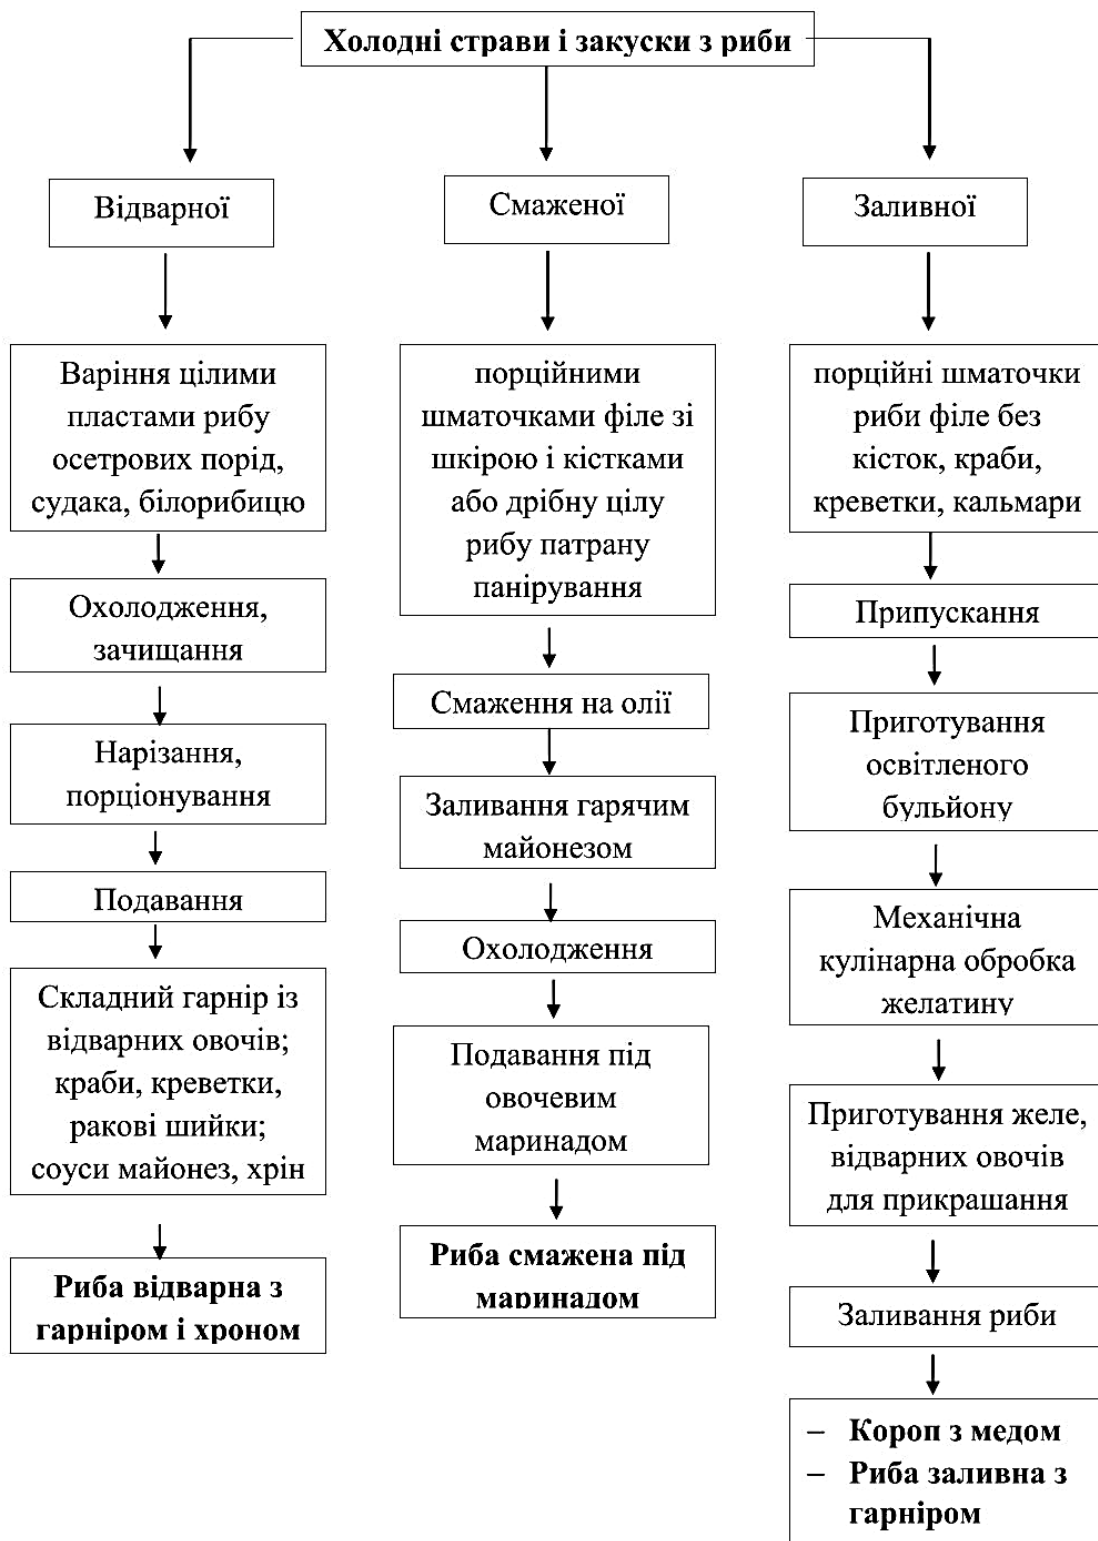 Холодні страви і закуски з риби
Відварної
Варіння цілими
пластами рибу
осетрових порід,
судака, білорибицю
Охолодження,
зачищання
Нарізання,
порціонування
Подавання
Складний гарнір із
відварних овочів;
краби, креветки,
ракові шийки;
соуси майонез, хрін
Риба відварна з
гарніром і хроном
Смаженої
порційними
шматочками філе зі
шкірою і кістками
або дрібну цілу
рибу патрану
панірування
Смаження на олії
Заливання гарячим
майонезом
Охолодження
Подавання під
овочевим
маринадом
Риба смажена під
маринадом
Заливної
порційні шматочки
риби філе без
кісток, краби,
креветки, кальмари
Припускання
Приготування
освітленого
бульйону
Механічна
кулінарна обробка
желатину
Приготування желе,
відварних овочів
для прикрашання
Заливання риби
– Короп з медом
– Риба заливна з
гарніром